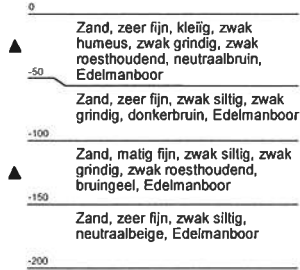 0
Zand, zeer fijn, kleiïg, zwak
humeus, zwak grindig, zwak
roesthoudend, neutraalbruin,
Edelmanboor
-50
Zand, zeer fijn, zwak siltig, zwak
grindig, donkerbruin, Edelmanboor
-100
Zand, matig fijn, zwak siltig, zwak
grindig, zwak roesthoudend,
bruingeel, Edelmanboor
-150
Zand, zeer fijn, zwak siltig,
neutraalbeige, Edelmanboor
-200